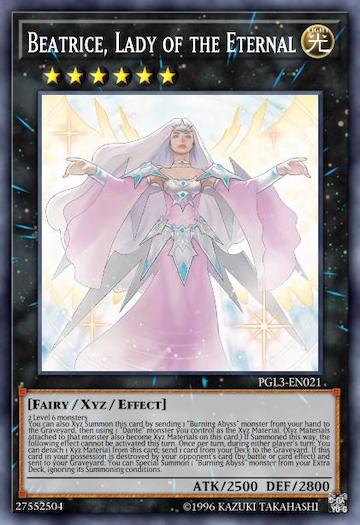 Beatrice, Lady of the Eternal
LIGHT
光
PGL3-EN021
[Fairy / Xyz / Effect]
2 Level 6 monsters
You can also Xyz Summon this card by sending 1 "Burning Abyss" monster from your hand to
the Graveyard, then using 1 "Dante" monster you control as the Xyz Material. (Xyz Materials
attached to that monster also become Xyz Materials on this card.) If Summoned this way, the
following effect cannot be activated this turn. Once per turn, during either player's turn: You
can detach 1 Xyz Material from this card; send 1 card from your Deck to the Graveyard. If this
card in your possession is destroyed by your opponent's card (by battle or card effect) and
sent to your Graveyard: You can Special Summon 1 "Burning Abyss" monster from your Extra
Deck, ignoring its Summoning conditions.
ATK/2500 DEF/2800
27552504
©1996 KAZUKI TAKAHASHI